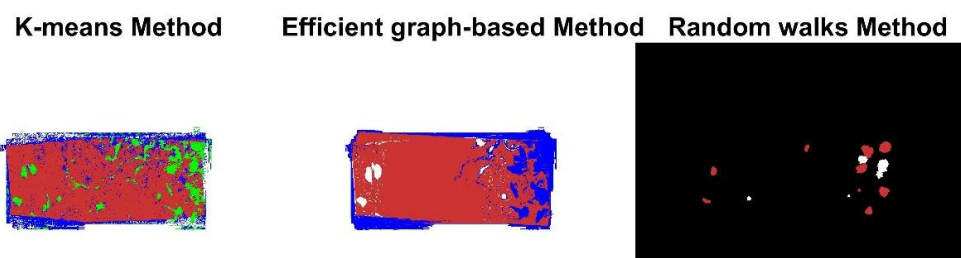 K-means Method
Efficient graph-based Method
Random walks Method